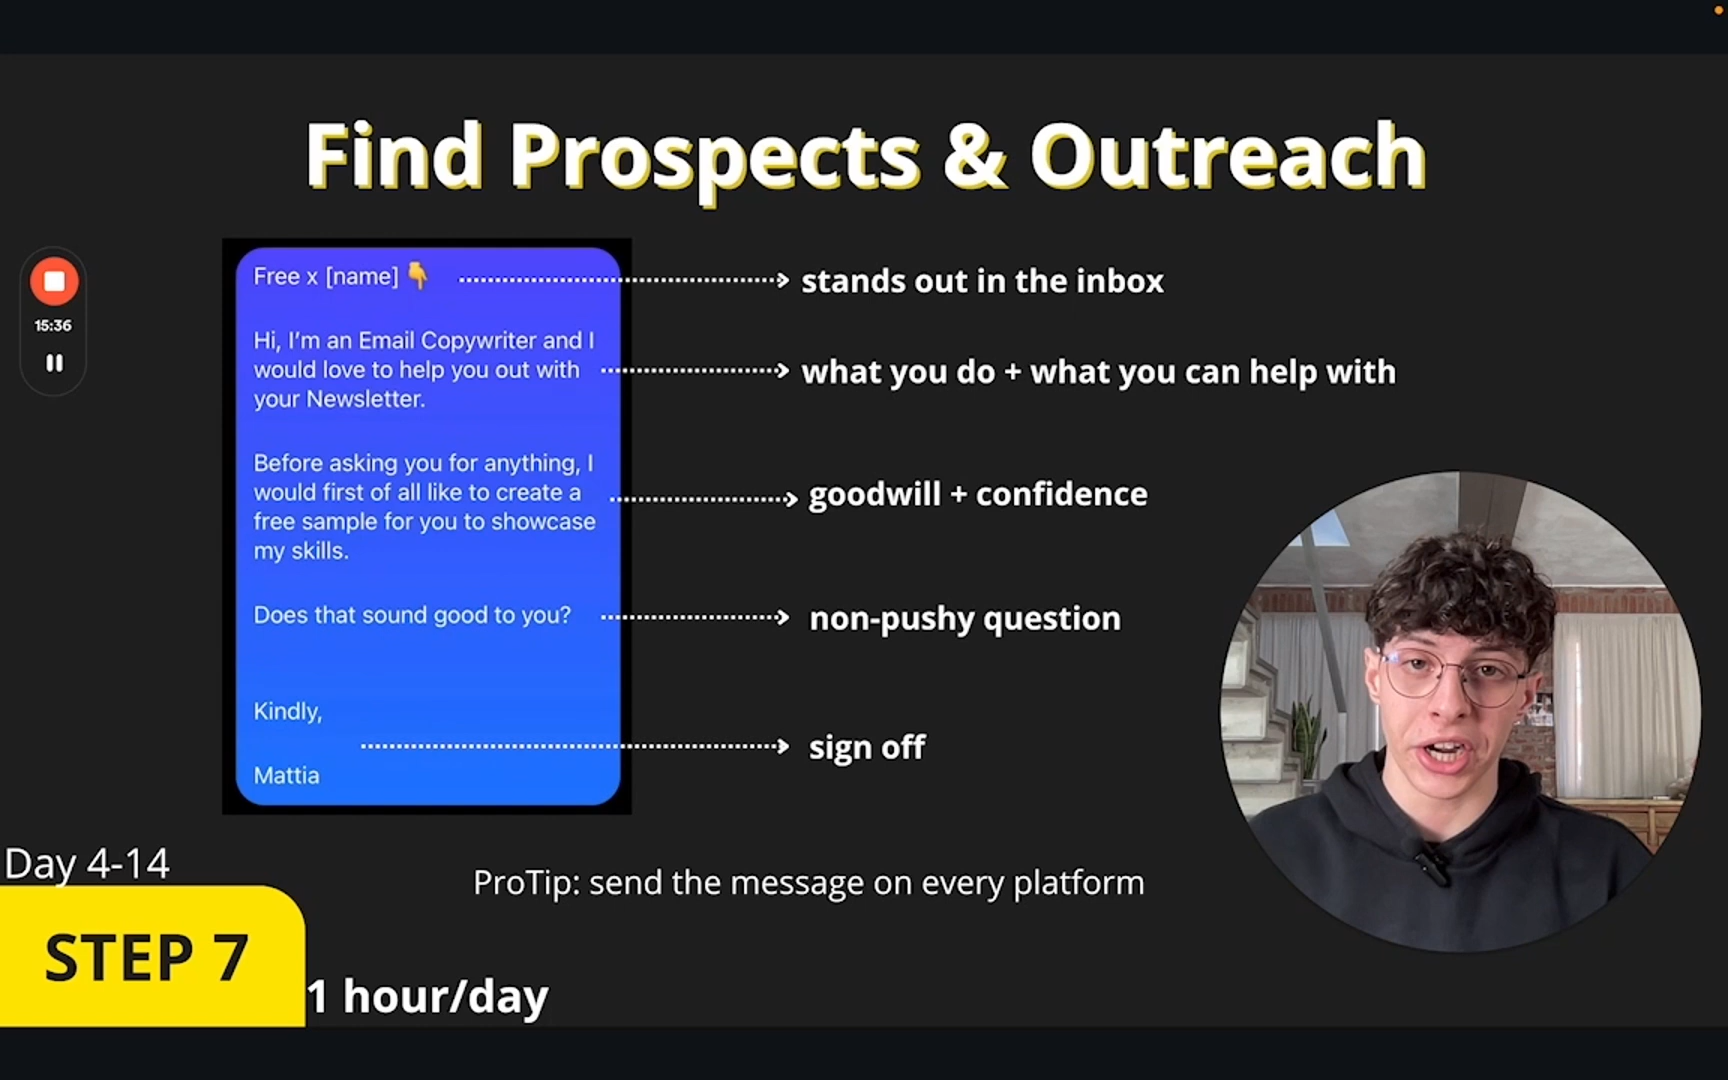 Find Prospects & Outreach
15:36
Free x [name] 👇
stands out in the inbox
Hi, I'm an Email Copywriter and I
would love to help you out with
your Newsletter.
what you do + what you can help with
Before asking you for anything, I
would first of all like to create a
free sample for you to showcase
my skills.
goodwill + confidence
Does that sound good to you?
non-pushy question
Kindly,
Mattia
sign off
Day 4-14
ProTip: send the message on every platform
STEP 7
1 hour/day